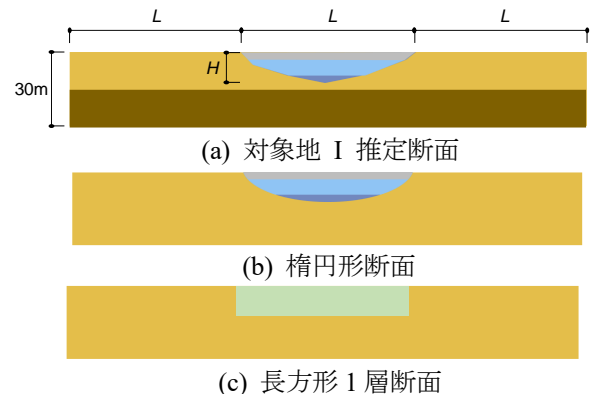 L L L
H
30m
(a) 対象地 I 推定断面
(b) 楕円形断面
(c) 長方形 1 層断面